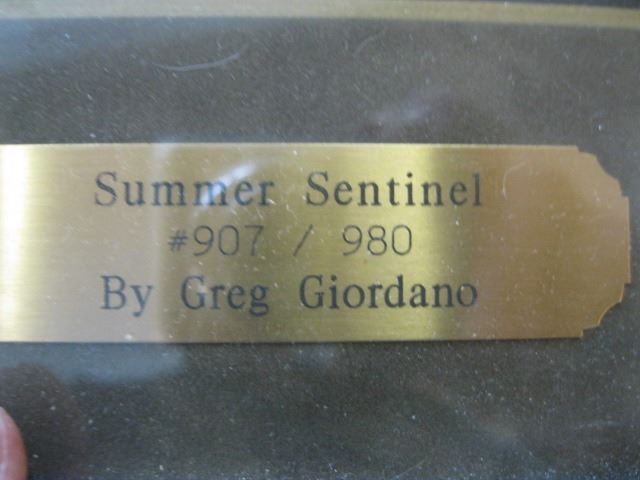 Summer Sentinel
#907 / 980
By Greg Giordano